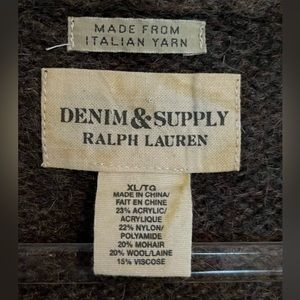 MADE FROM
ITALIAN YARN
DENIM&SUPPLY
RALPH LAUREN
XL/TG
MADE IN CHINA/
FAIT EN CHINE
23% ACRYLIC/
ACRYLIQUE
22% NYLON/
POLYAMIDE
20% MOHAIR
20% WOOL/LAINE
15% VISCOSE